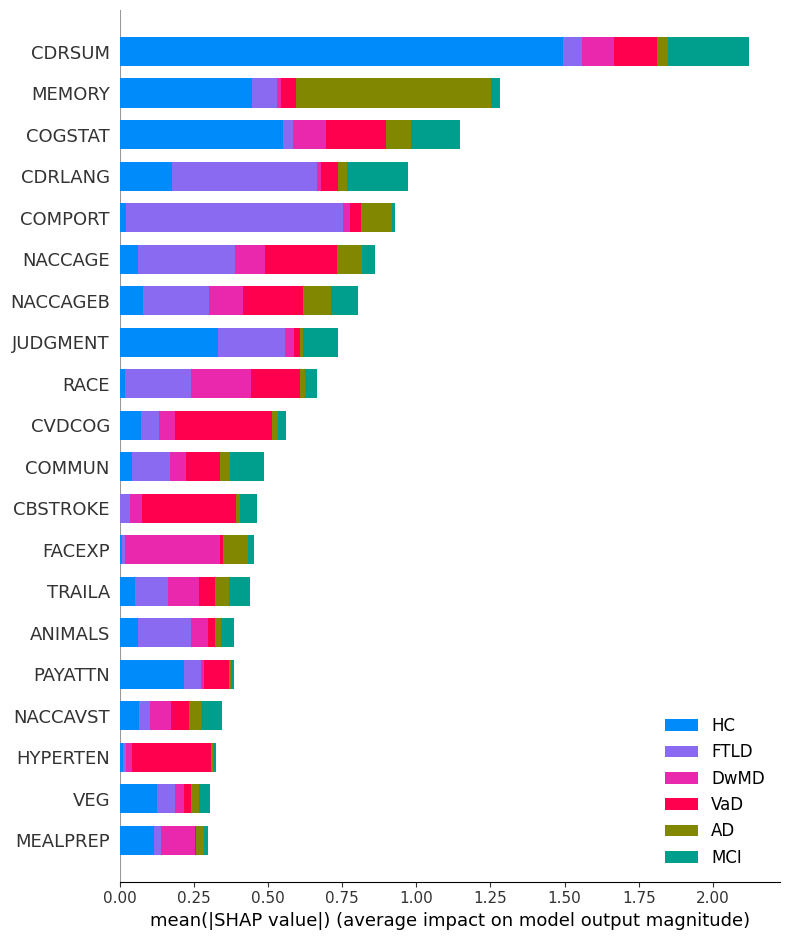 CDRSUM
MEMORY
COGSTAT
CDRLANG
COMPORT
NACCAGE
NACCAGEB
JUDGMENT
RACE
CVDCOG
COMMUN
CBSTROKE
FACEXP
TRAILA
ANIMALS
PAYATTN
NACCAVST
HYPERTEN
VEG
MEALPREP
HC
FTLD
DwMD
VaD
AD
MCI
0.00 0.25 0.50 0.75 1.00 1.25 1.50 1.75 2.00
mean(|SHAP value|) (average impact on model output magnitude)